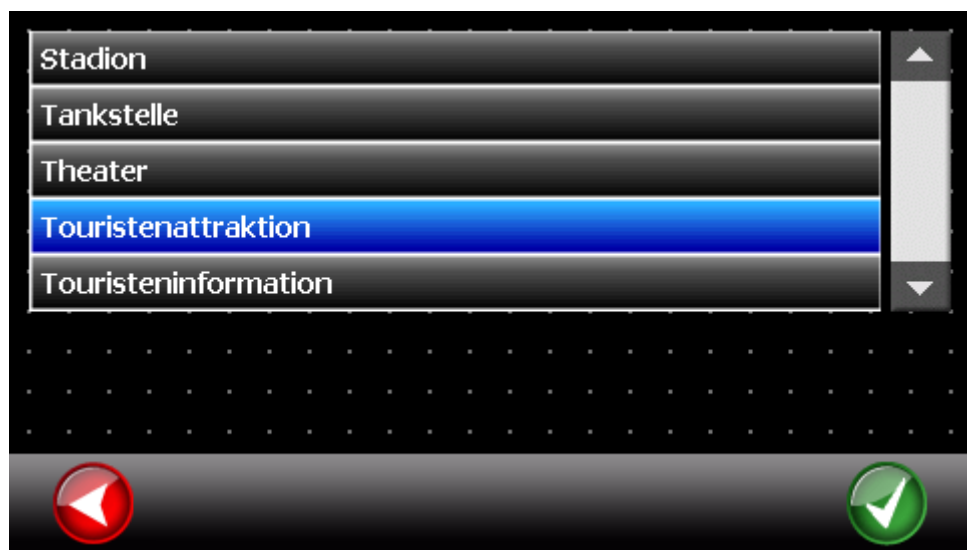 Stadion
Tankstelle
Theater
Touristenattraktion
Touristeninformation